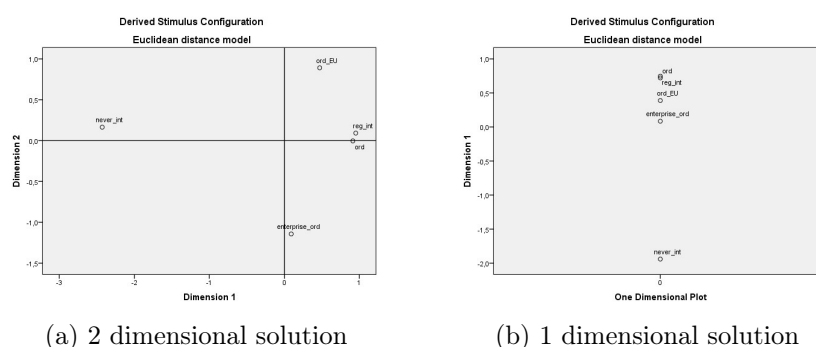 Derived Stimulus Configuration
Euclidean distance model
ord_EU
1,0
0,5
never_int
reg_int
0,0
ord
Dimension 2
-0,5
enterprise_ord
-1,0
-1,5
-3
-2
-1
0
1
Dimension 1
(a) 2 dimensional solution
Derived Stimulus Configuration
Euclidean distance model
1,0
ord
reg_int
0,5
ord_EU
enterprise_ord
0,0
Dimension 1
-0,5
-1,0
-1,5
never_int
-2,0
0
One Dimensional Plot
(b) 1 dimensional solution